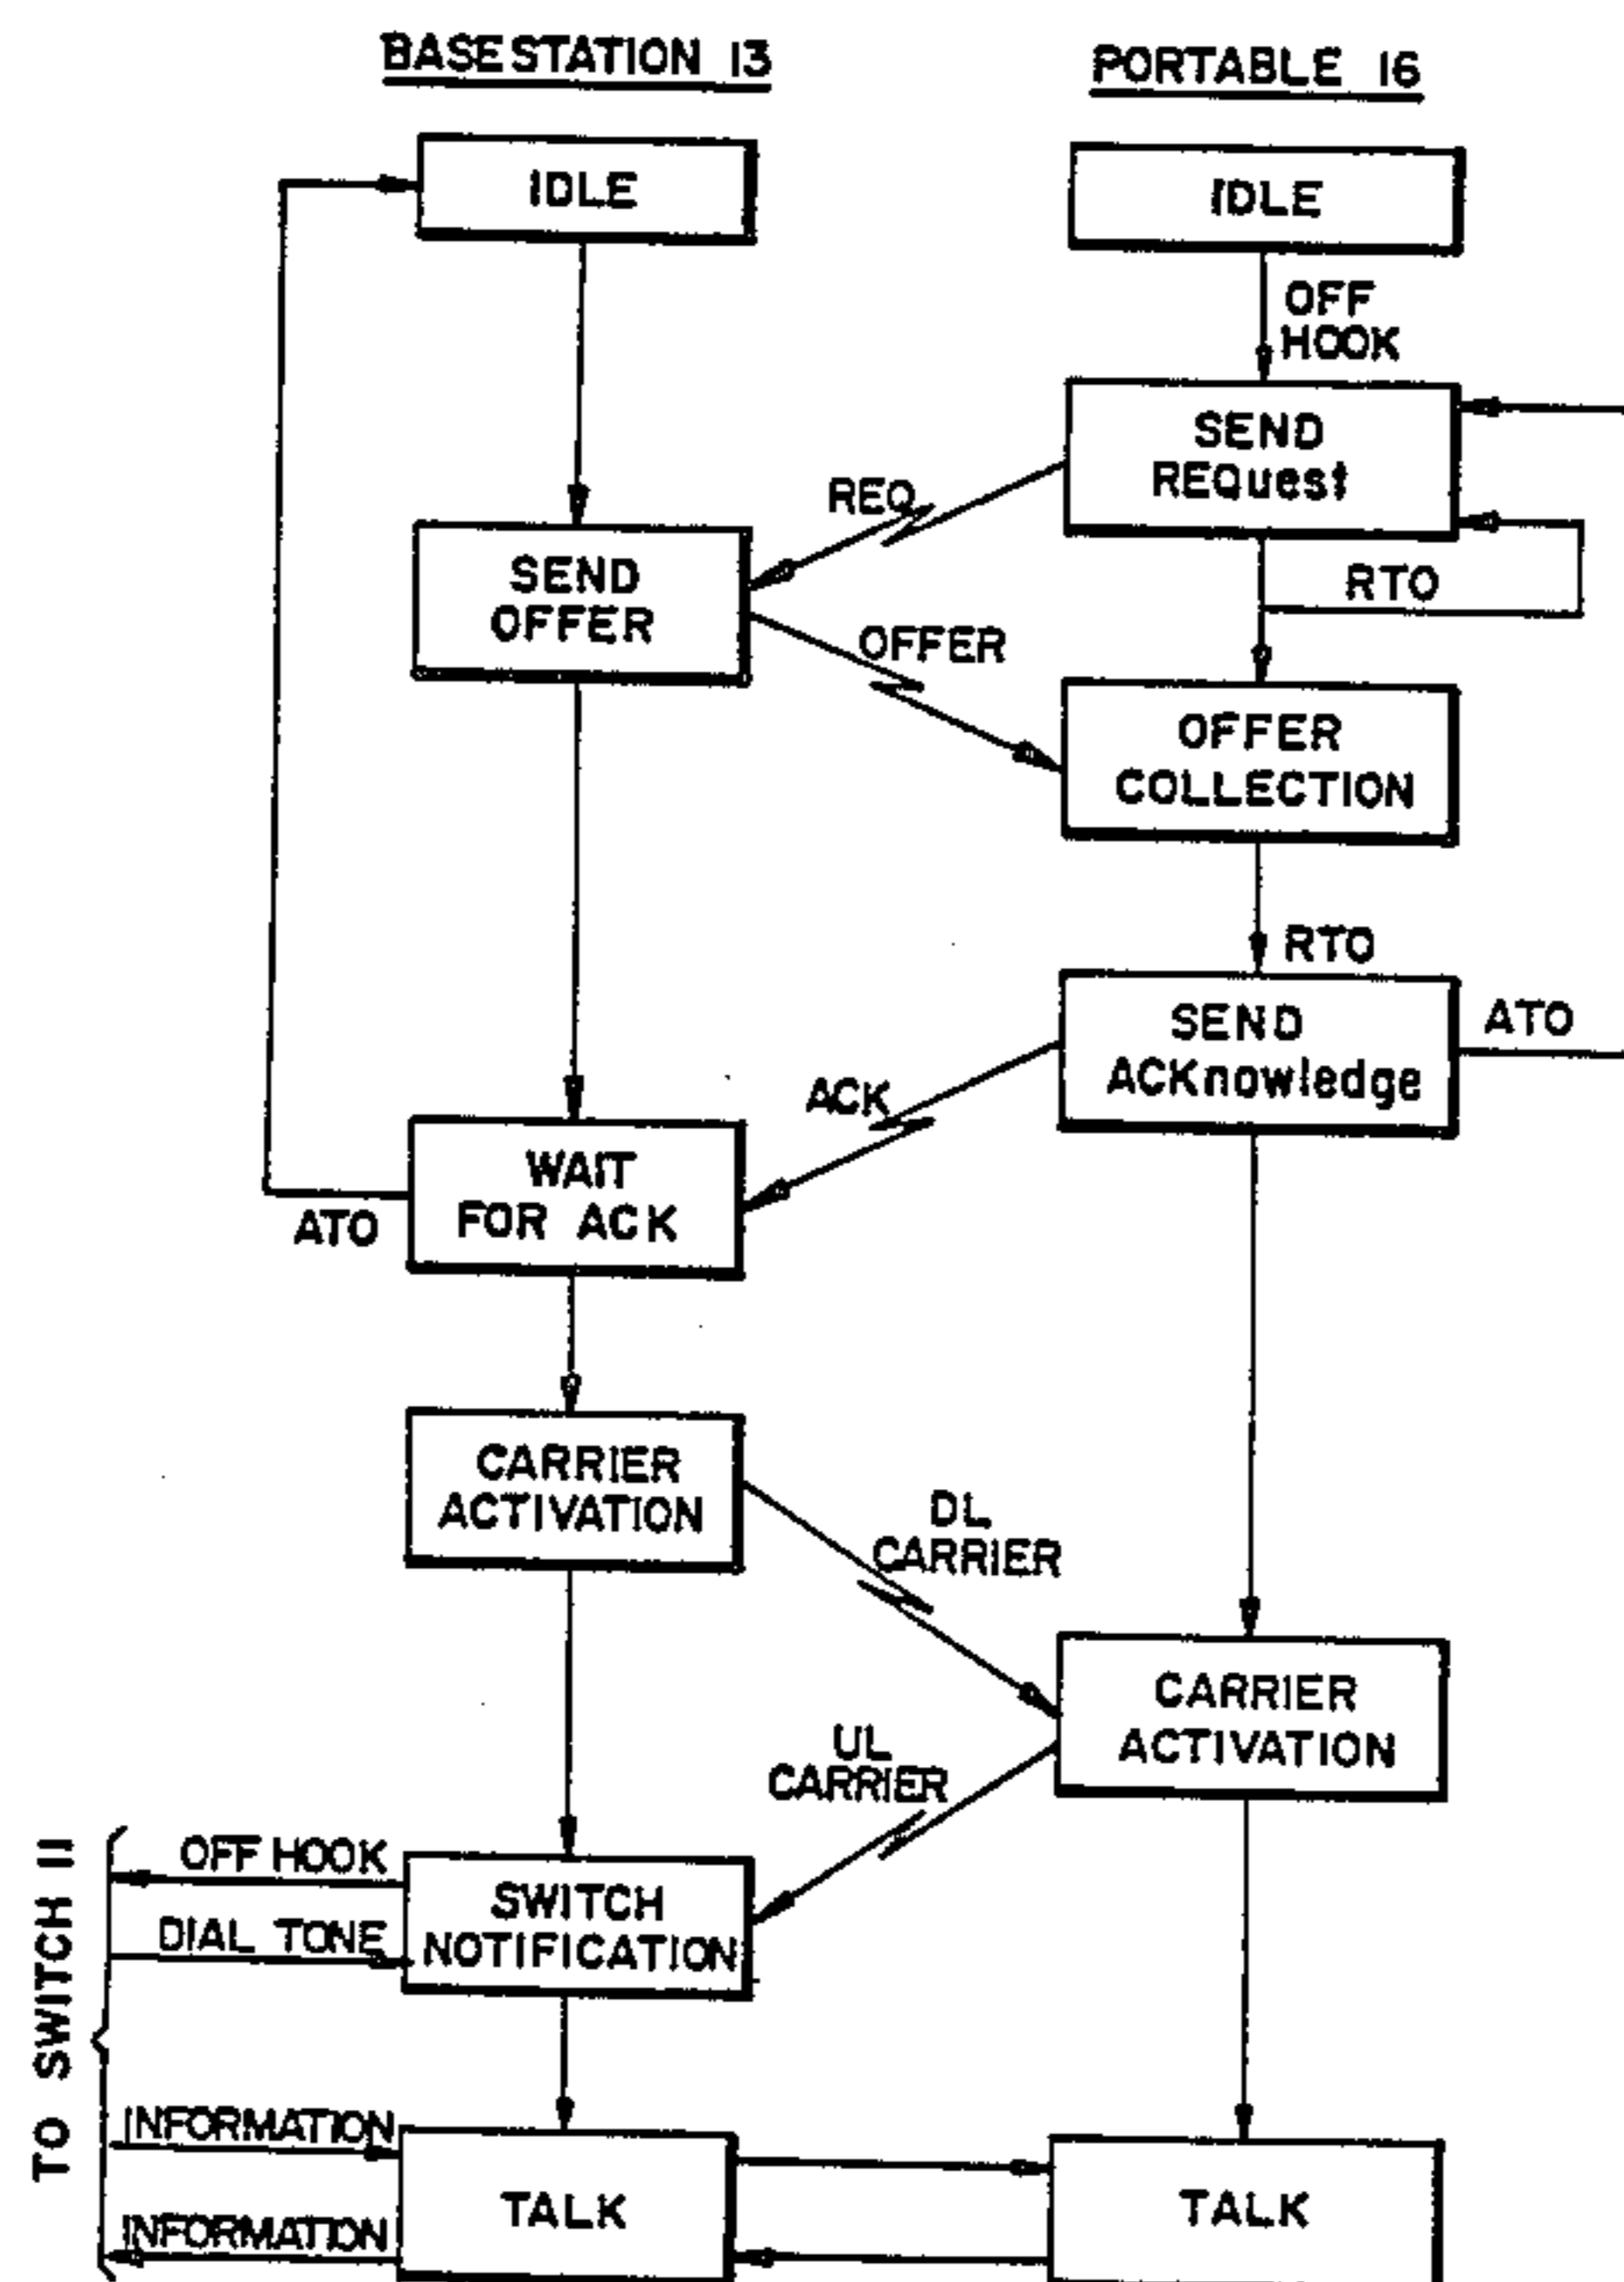 BASE STATION 13
PORTABLE 16
IDLE
IDLE
OFF
HOOK
SEND
REQuest
REQ
RTO
SEND
OFFER
OFFER
OFFER
COLLECTION
RTO
SEND
ACKnowledge
ATO
ACK
WAIT
FOR ACK
ATO
CARRIER
ACTIVATION
DL
CARRIER
CARRIER
ACTIVATION
UL
CARRIER
TO SWITCH 11
OFF HOOK
SWITCH
NOTIFICATION
DIAL TONE
INFORMATION
TALK
TALK
INFORMATION